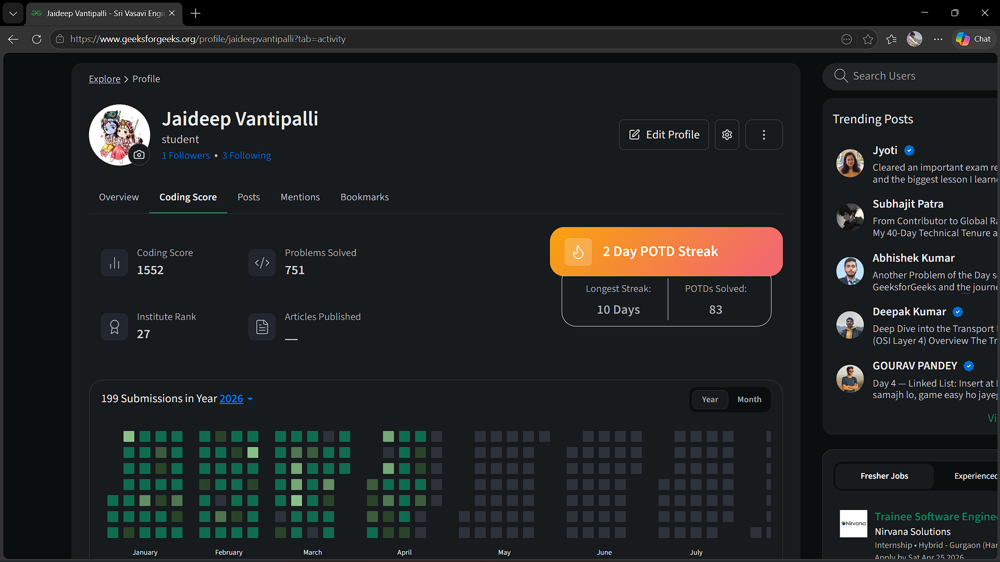 Jaideep Vantipalli - Sri Vasavi Engir
https://www.geeksforgeeks.org/profile/jaideepvantipalli?tab=activity
Chat
Explore > Profile
Jaideep Vantipalli
student
1 Followers • 3 Following
Edit Profile
Overview
Coding Score
Posts
Mentions
Bookmarks
Coding Score
1552
Problems Solved
751
Institute Rank
27
Articles Published
__
2 Day POTD Streak
Longest Streak:
10 Days
POTDs Solved:
83
199 Submissions in Year 2026
Year
Month
January
February
March
April
May
June
July
Search Users
Trending Posts
Jyoti
Cleared an important exam re
and the biggest lesson I learn
Subhajit Patra
From Contributor to Global Ra
My 40-Day Technical Tenure a
Abhishek Kumar
Another Problem of the Day s
GeeksforGeeks and the journe
Deepak Kumar
Deep Dive into the Transport
(OSI Layer 4) Overview The Tr
GOURAV PANDEY
Day 4 — Linked List: Insert at
samajh lo, game easy ho jaye
Vi
Fresher Jobs
Experienced
Nirvana
Trainee Software Engine
Nirvana Solutions
Internship • Hybrid - Gurgaon (Har
Apply by Sat Apr 25 2026